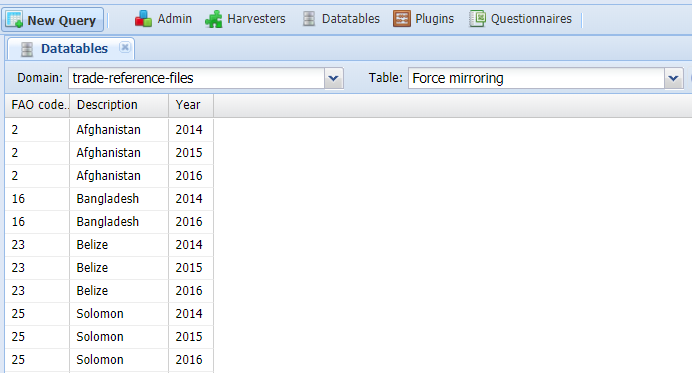 New Query Admin Harvesters Datatables Plugins Questionnaires
Datatables
Domain: trade-reference-files Table: Force mirroring
FAO code... Description Year
2 Afghanistan 2014
2 Afghanistan 2015
2 Afghanistan 2016
16 Bangladesh 2014
16 Bangladesh 2016
23 Belize 2014
23 Belize 2015
23 Belize 2016
25 Solomon 2014
25 Solomon 2015
25 Solomon 2016